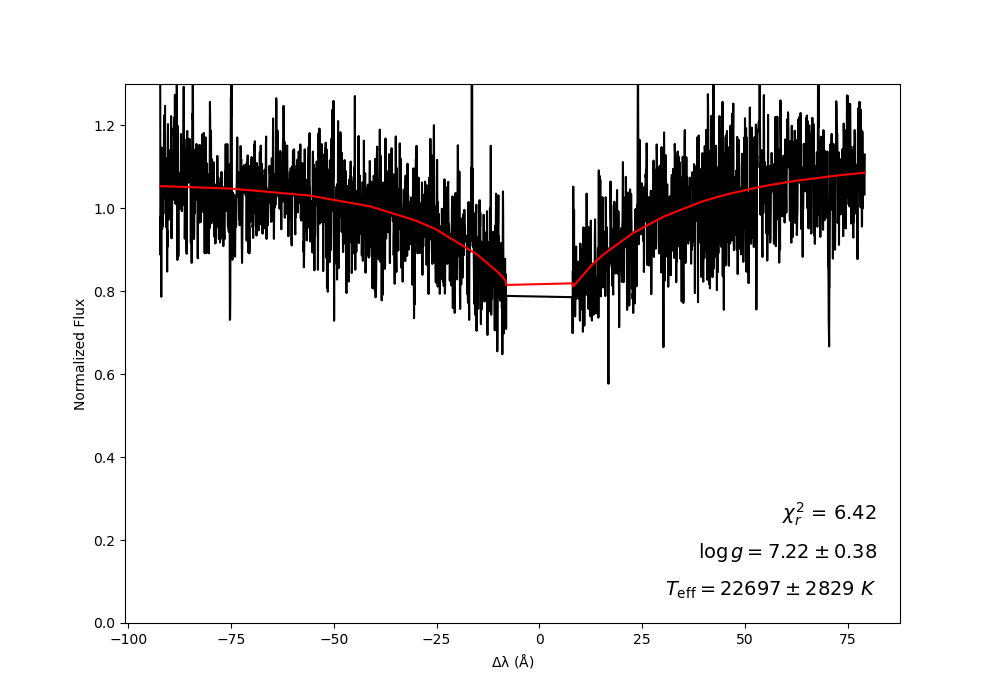 1.2
1.0
0.8
0.6
0.4
0.2
0.0
Normalized Flux
χ²ᵣ = 6.42
log g = 7.22 ± 0.38
T_eff = 22697 ± 2829 K
−100 −75 −50 −25 0 25 50 75
Δλ (Å)